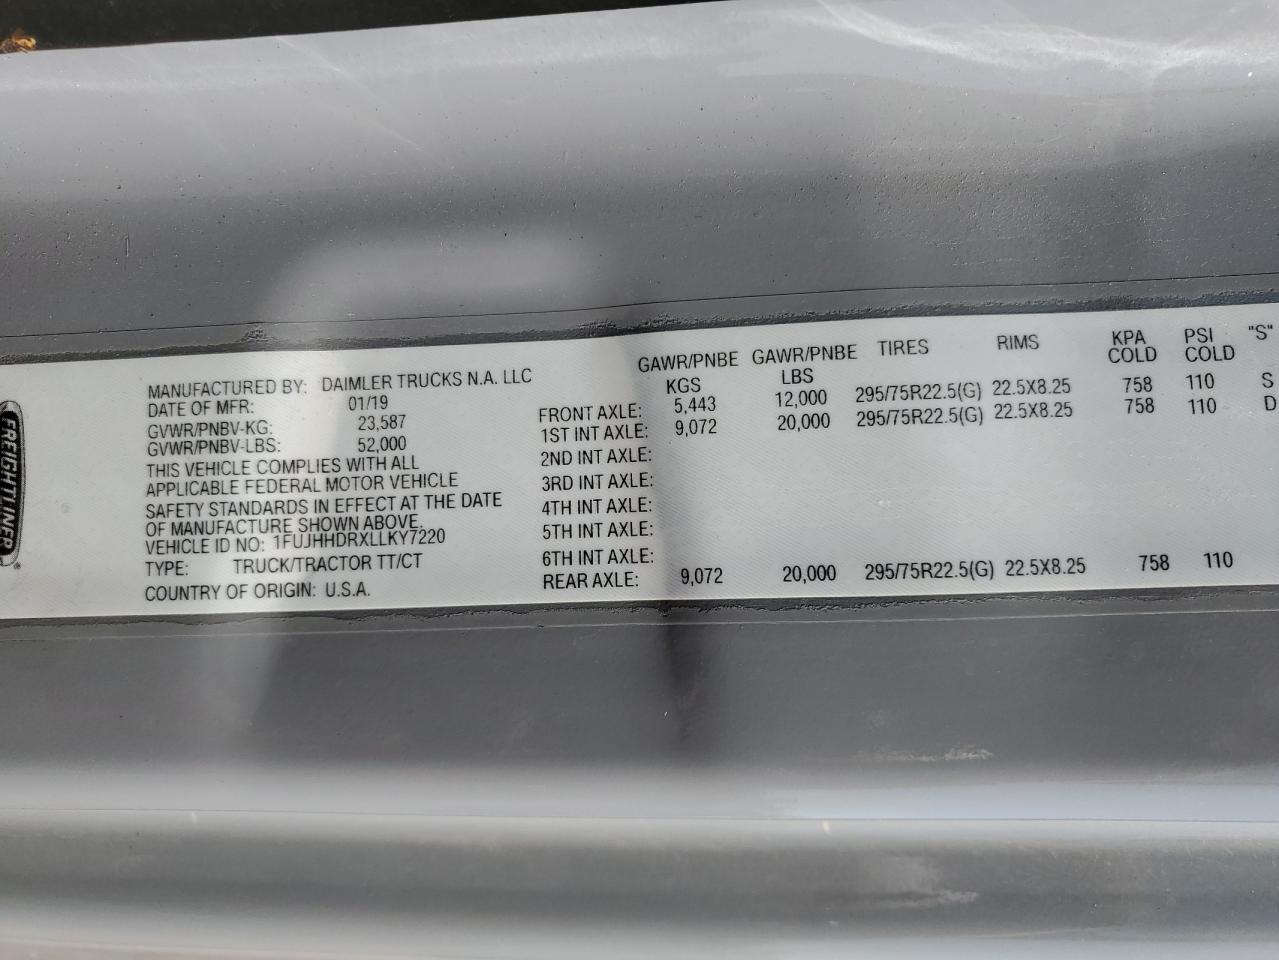 FREIGHTLINER
MANUFACTURED BY: DAIMLER TRUCKS N.A. LLC
DATE OF MFR: 01/19
GVWR/PNBV-KG: 23,587
GVWR/PNBV-LBS: 52,000
THIS VEHICLE COMPLIES WITH ALL
APPLICABLE FEDERAL MOTOR VEHICLE
SAFETY STANDARDS IN EFFECT AT THE DATE
OF MANUFACTURE SHOWN ABOVE.
VEHICLE ID NO: 1FUJHHDRXLLKY7220
TYPE: TRUCK/TRACTOR TT/CT
COUNTRY OF ORIGIN: U.S.A.
GAWR/PNBE KGS GAWR/PNBE LBS TIRES RIMS KPA COLD PSI COLD "S"
FRONT AXLE: 5,443 12,000 295/75R22.5(G) 22.5X8.25 758 110 S
1ST INT AXLE: 9,072 20,000 295/75R22.5(G) 22.5X8.25 758 110 D
2ND INT AXLE:
3RD INT AXLE:
4TH INT AXLE:
5TH INT AXLE:
6TH INT AXLE:
REAR AXLE: 9,072 20,000 295/75R22.5(G) 22.5X8.25 758 110